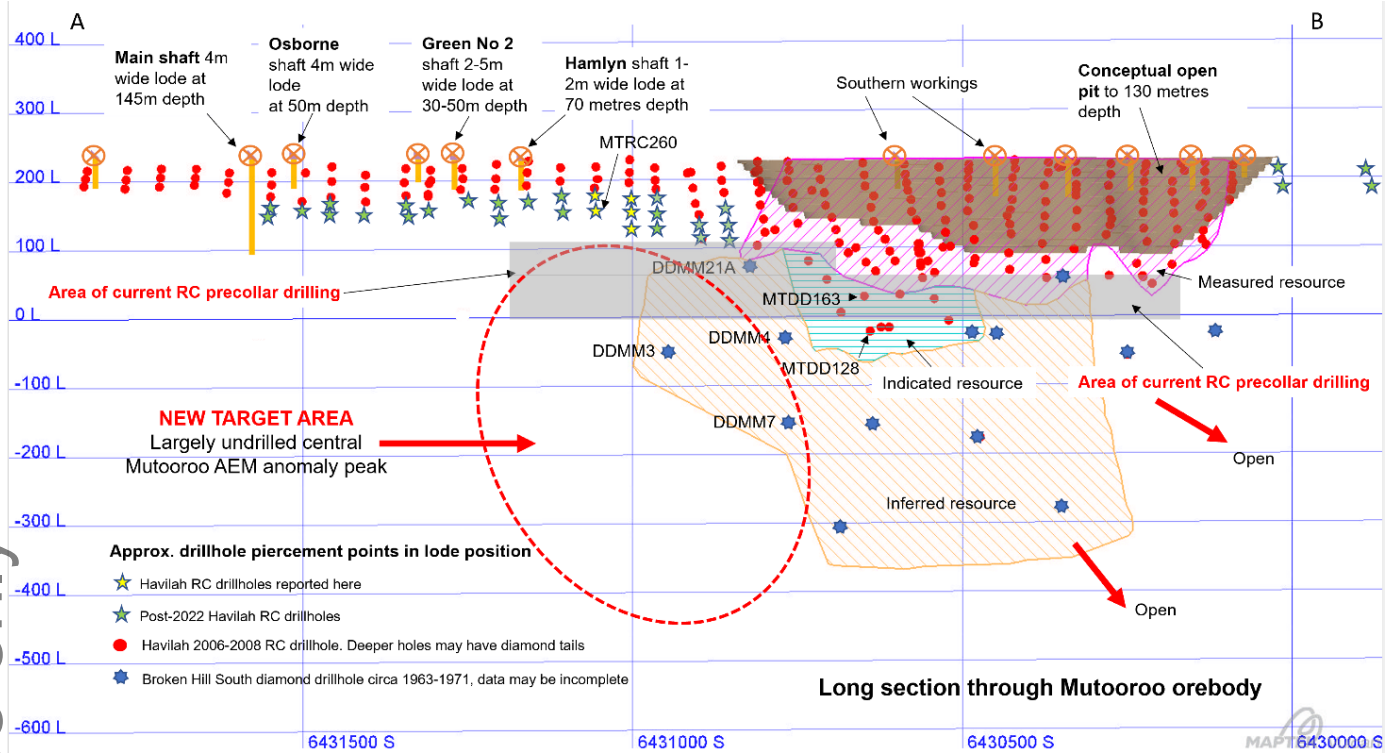 A
B
400 L
300 L
200 L
100 L
0 L
-100 L
-200 L
-300 L
-400 L
-500 L
-600 L
Main shaft 4m
wide lode at
145m depth
Osborne
shaft 4m wide
lode
at 50m depth
Green No 2
shaft 2-5m
wide lode at
30-50m depth
Hamlyn shaft 1-
2m wide lode at
70 metres depth
MTRC260
Southern workings
Conceptual open
pit to 130 metres
depth
DDMM21A
Area of current RC precollar drilling
MTDD163
Measured resource
DDMM3
DDMM4
MTDD128
Indicated resource
Area of current RC precollar drilling
NEW TARGET AREA
Largely undrilled central
Mutooroo AEM anomaly peak
DDMM7
Open
Inferred resource
Open
Approx. drillhole piercement points in lode position
Havilah RC drillholes reported here
Post-2022 Havilah RC drillholes
Havilah 2006-2008 RC drillhole. Deeper holes may have diamond tails
Broken Hill South diamond drillhole circa 1963-1971, data may be incomplete
Long section through Mutooroo orebody
6431500 S
6431000 S
6430500 S
6430000 S